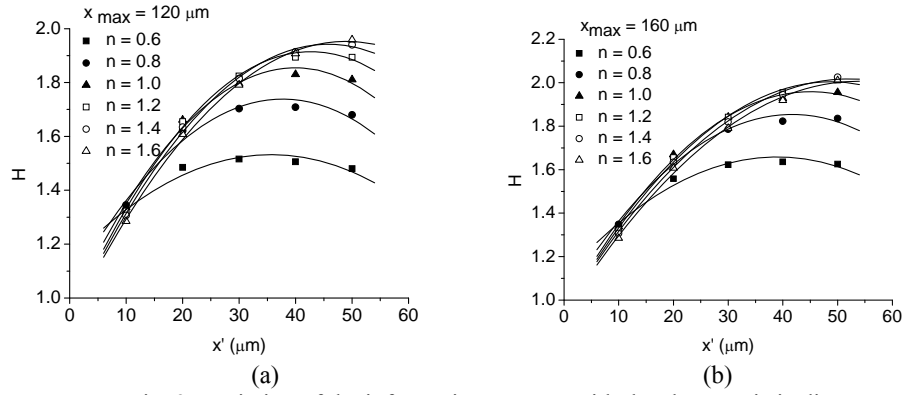 x max = 120 μm
n = 0.6
n = 0.8
n = 1.0
n = 1.2
n = 1.4
n = 1.6
H
2.0
1.8
1.6
1.4
1.2
1.0
0 10 20 30 40 50 60
x' (μm)
(a)
xmax = 160 μm
n = 0.6
n = 0.8
n = 1.0
n = 1.2
n = 1.4
n = 1.6
H
2.2
2.0
1.8
1.6
1.4
1.2
1.0
0 10 20 30 40 50 60
x' (μm)
(b)